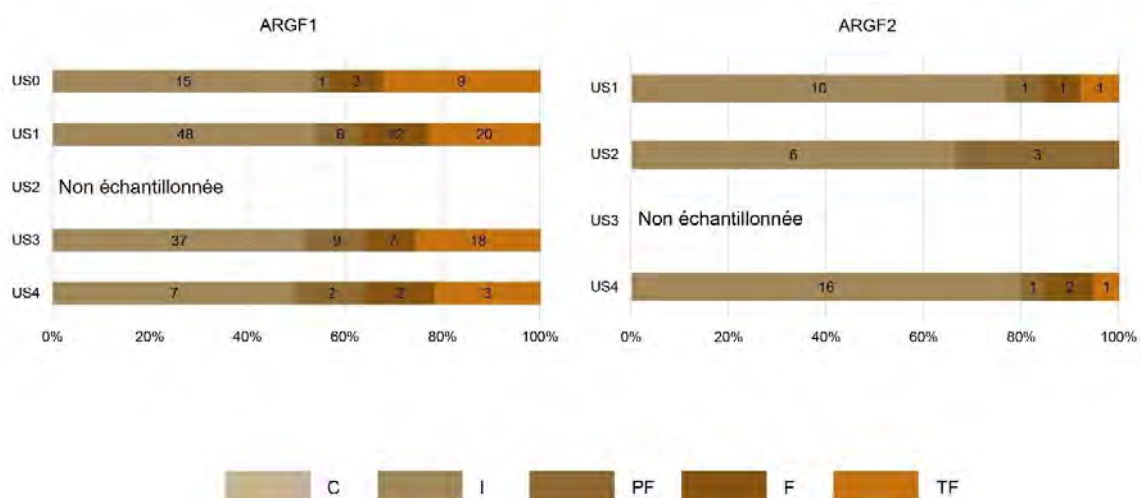 ARGF1
US0 15 1 3 9
US1 48 8 12 20
US2 Non échantillonnée
US3 37 9 7 18
US4 7 2 2 3
0% 20% 40% 60% 80% 100%
ARGF2
US1 10 1 1 1
US2 6 3
US3 Non échantillonnée
US4 16 1 2 1
0% 20% 40% 60% 80% 100%
C I PF F TF